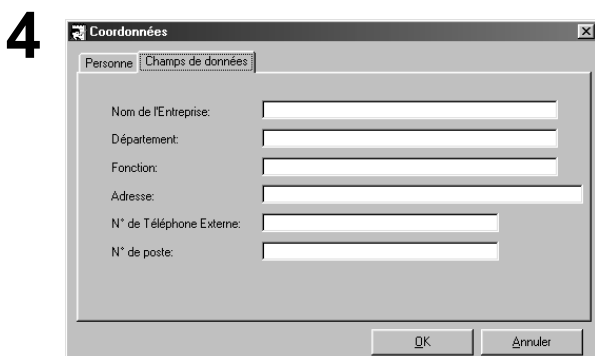 4
Coordonnées
Personne Champs de données
Nom de l'Entreprise:
Département:
Fonction:
Adresse:
N° de Téléphone Externe:
N° de poste:
OK Annuler